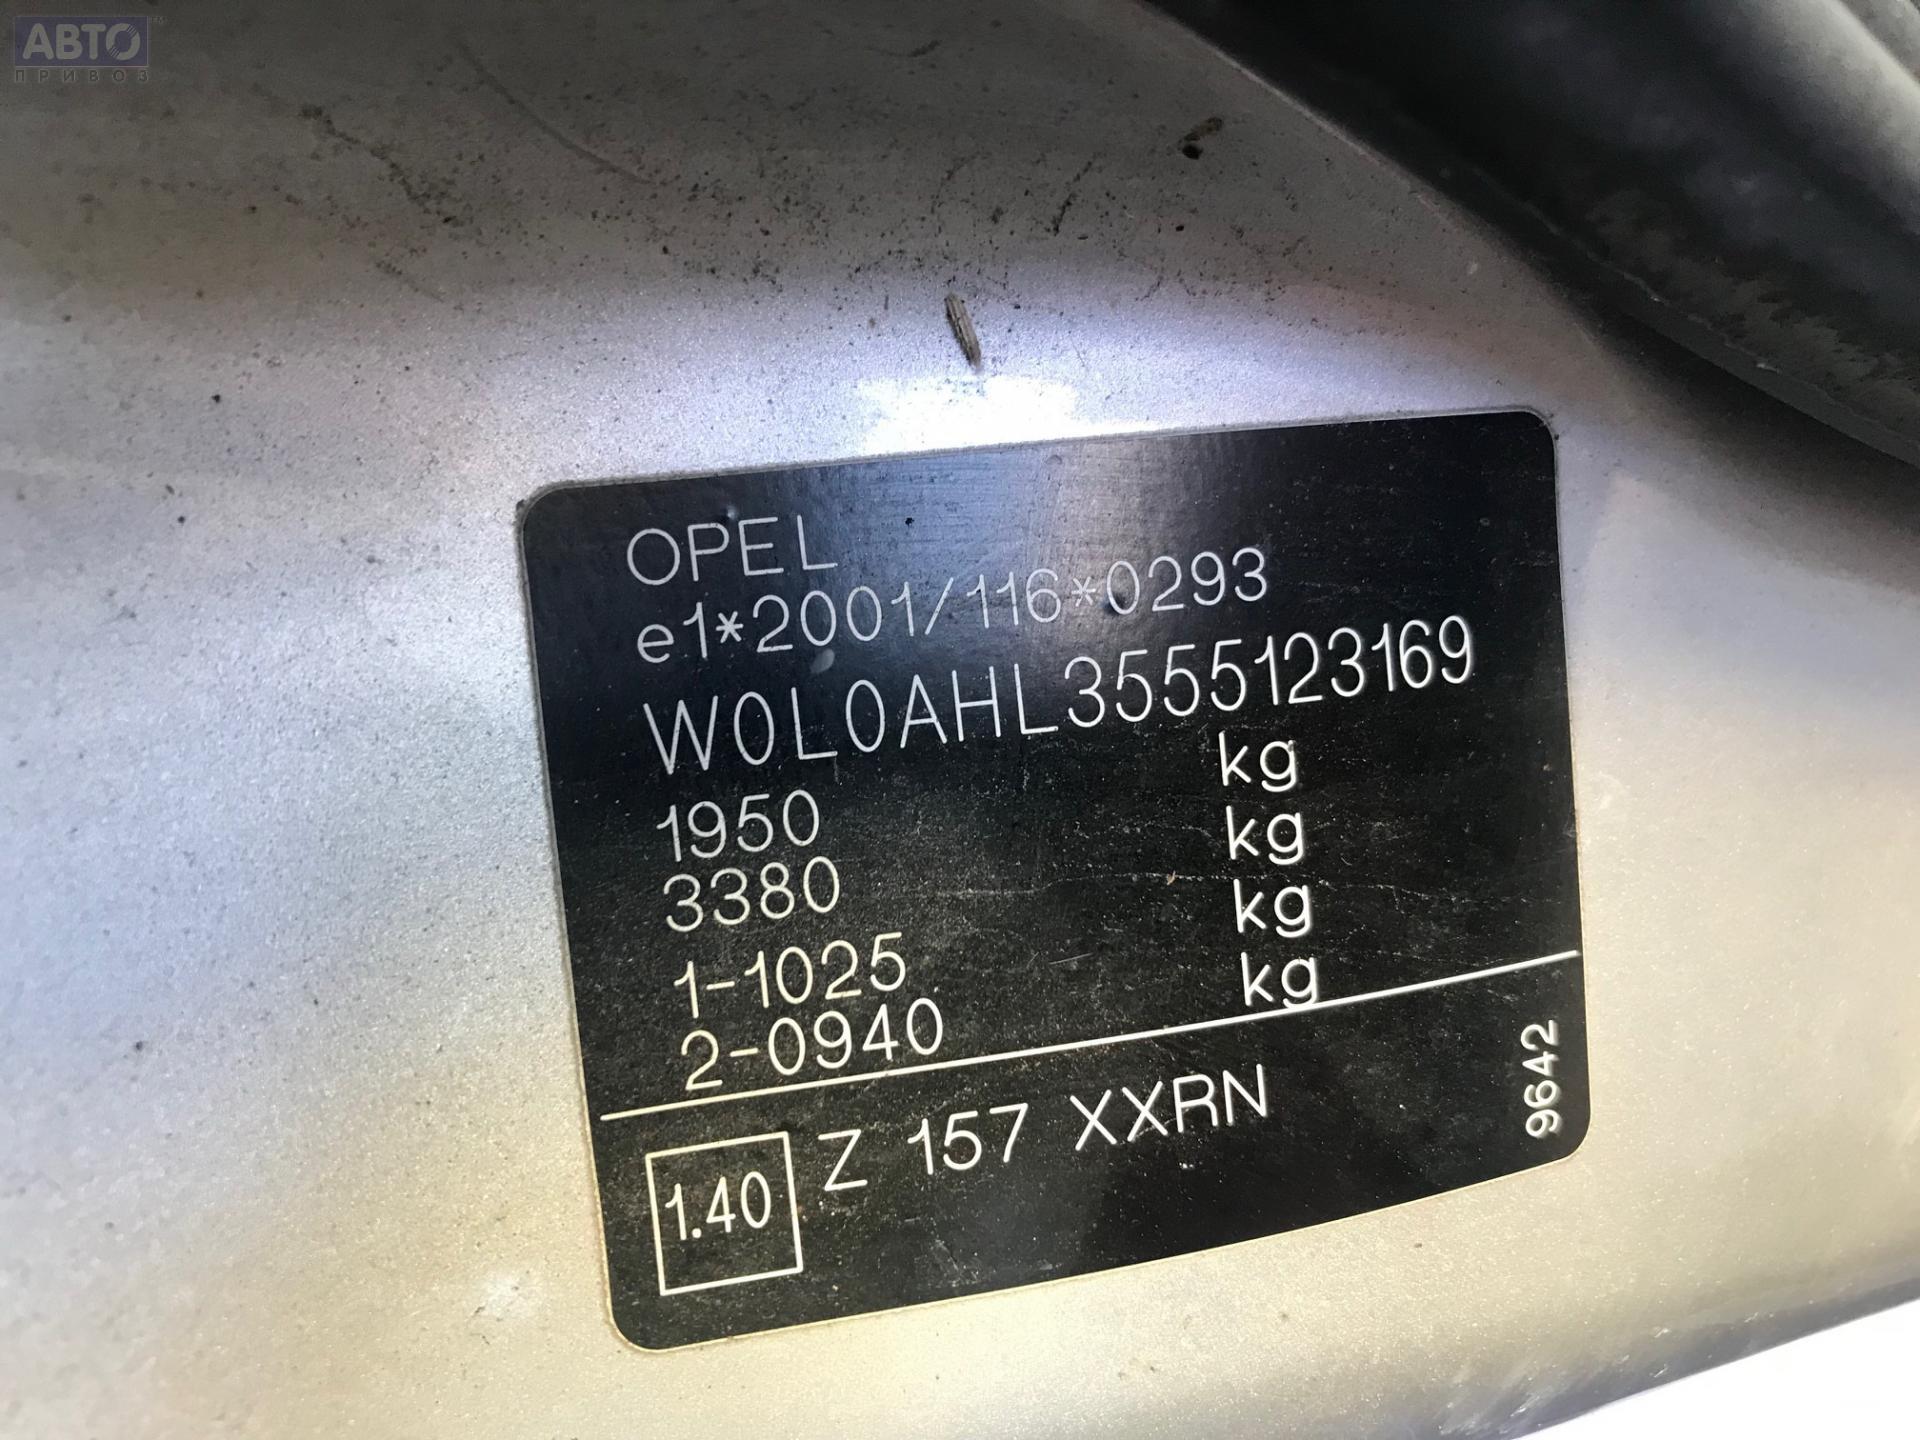 АВТО
ПРИВОЗ
OPEL
e1*2001/116*0293
W0L0AHL3555123169
1950 kg
3380 kg
1-1025 kg
2-0940 kg
1.40 Z 157 XXRN
9642